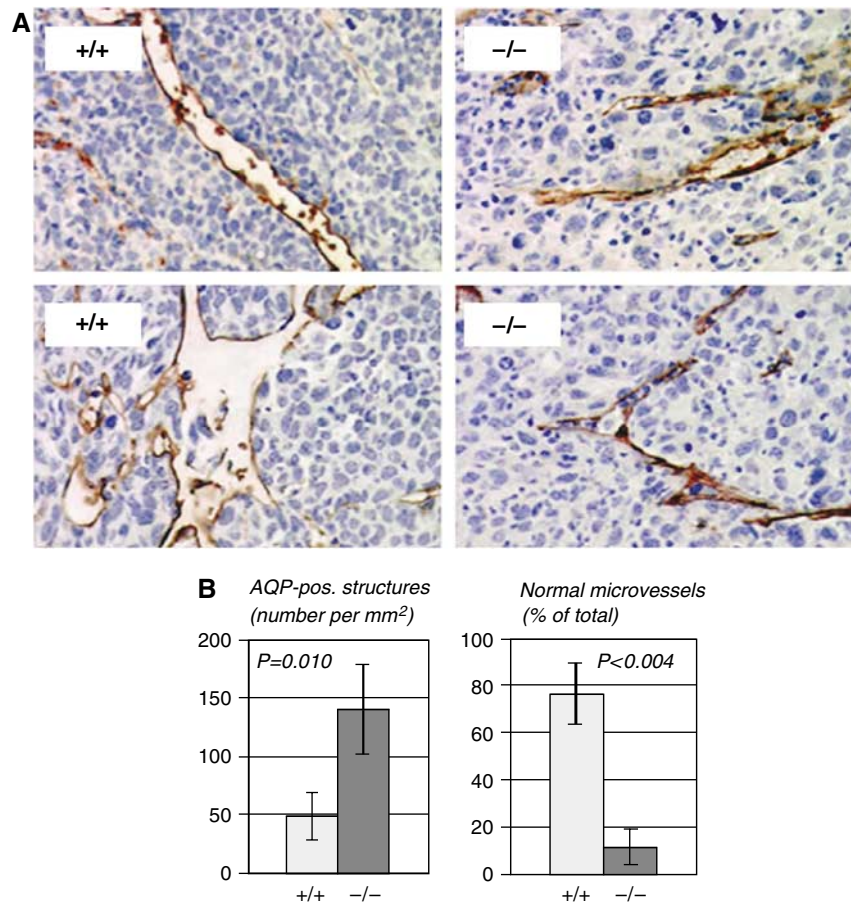 A
+/+
−/−
+/+
−/−
B
AQP-pos. structures
(number per mm²)
200
150
100
50
0
P=0.010
+/+ −/−
Normal microvessels
(% of total)
100
80
60
40
20
0
P<0.004
+/+ −/−